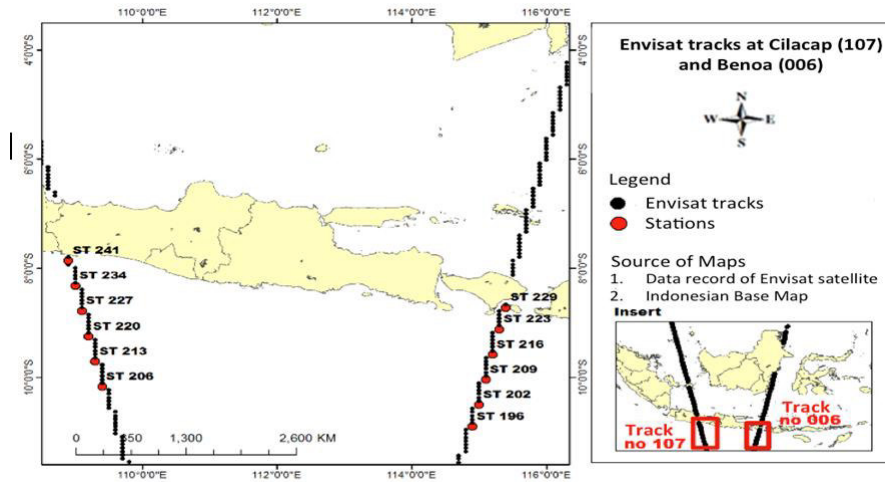 110°0'0"E 112°0'0"E 114°0'0"E 116°0'0"E
4°0'0"S 4°0'0"S
6°0'0"S 6°0'0"S
8°0'0"S 8°0'0"S
10°0'0"S 10°0'0"S
ST 241
ST 234
ST 227
ST 220
ST 213
ST 206
ST 229
ST 223
ST 216
ST 209
ST 202
ST 196
0 650 1,300 2,600 KM
110°0'0"E 112°0'0"E 114°0'0"E 116°0'0"E
Envisat tracks at Cilacap (107)
and Benoa (006)
N
W E
S
Legend
Envisat tracks
Stations
Source of Maps
1. Data record of Envisat satellite
2. Indonesian Base Map
Insert
Track
no 107
Track
no 006